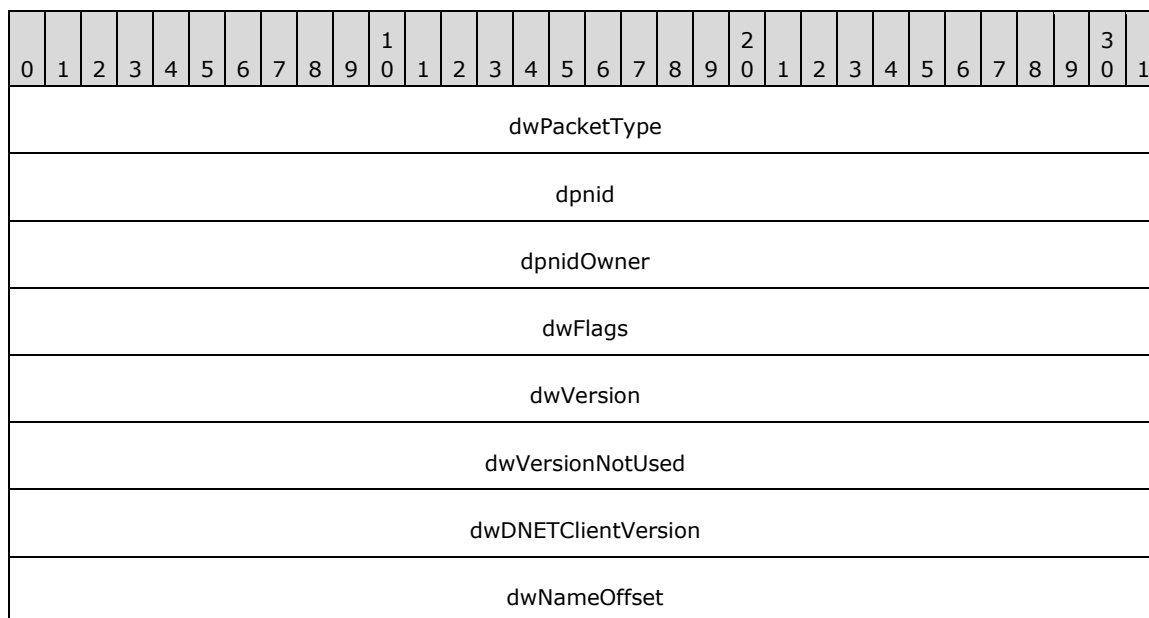 1 2 3
0 1 2 3 4 5 6 7 8 9 0 1 2 3 4 5 6 7 8 9 0 1 2 3 4 5 6 7 8 9 0 1
dwPacketType
dpnid
dpnidOwner
dwFlags
dwVersion
dwVersionNotUsed
dwDNETClientVersion
dwNameOffset